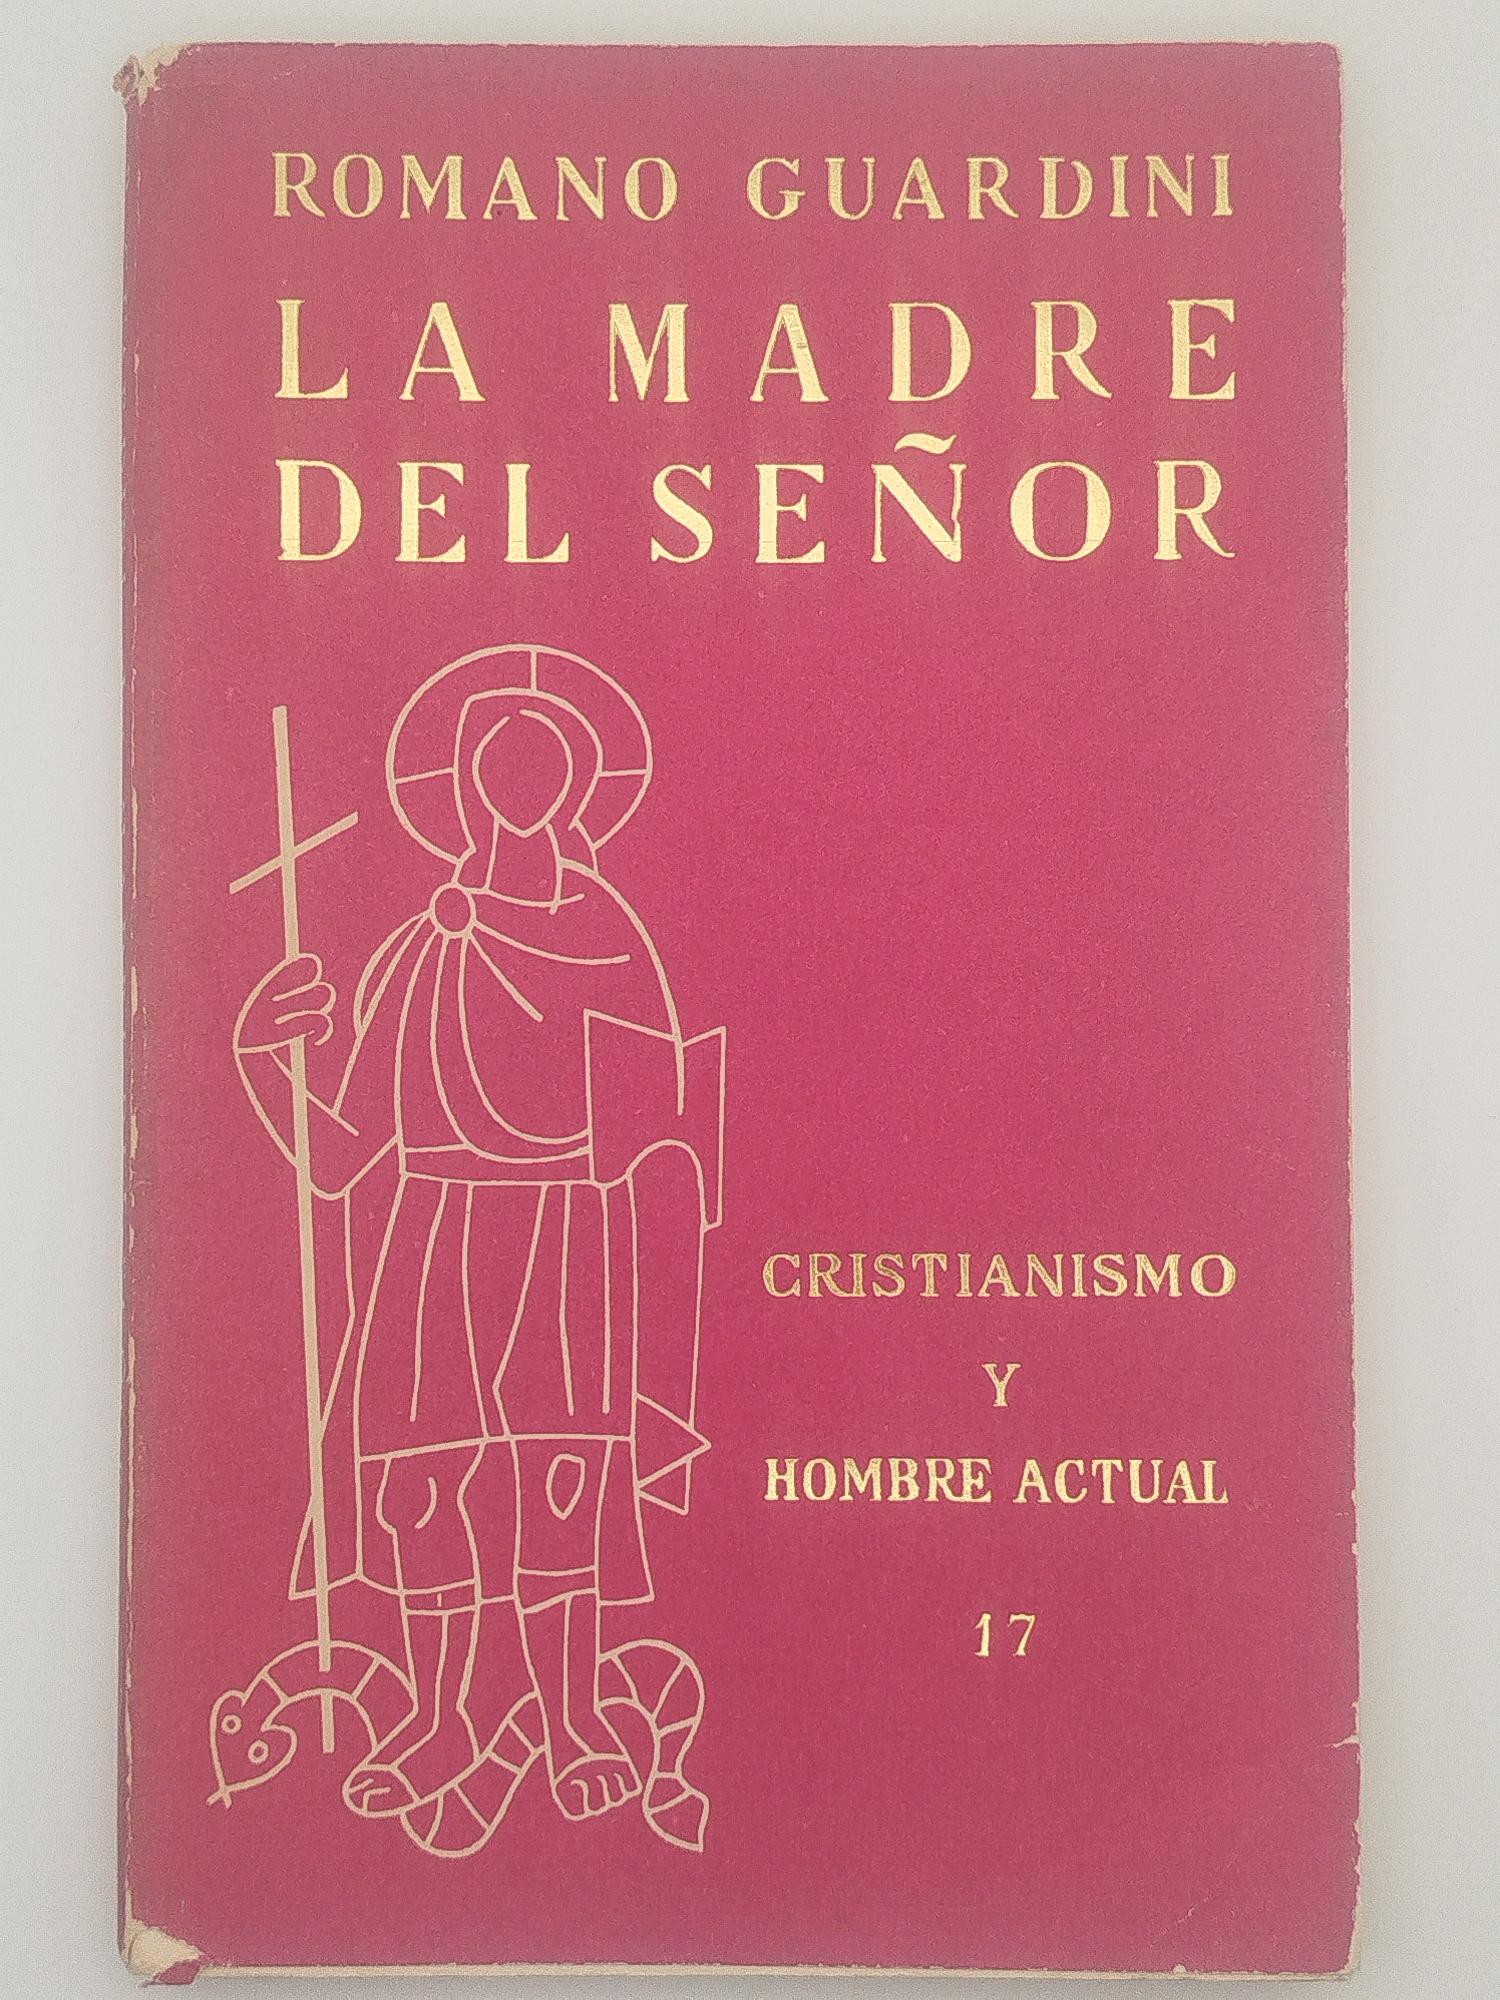 ROMANO GUARDINI
LA MADRE
DEL SEÑOR
CRISTIANISMO
Y
HOMBRE ACTUAL
17